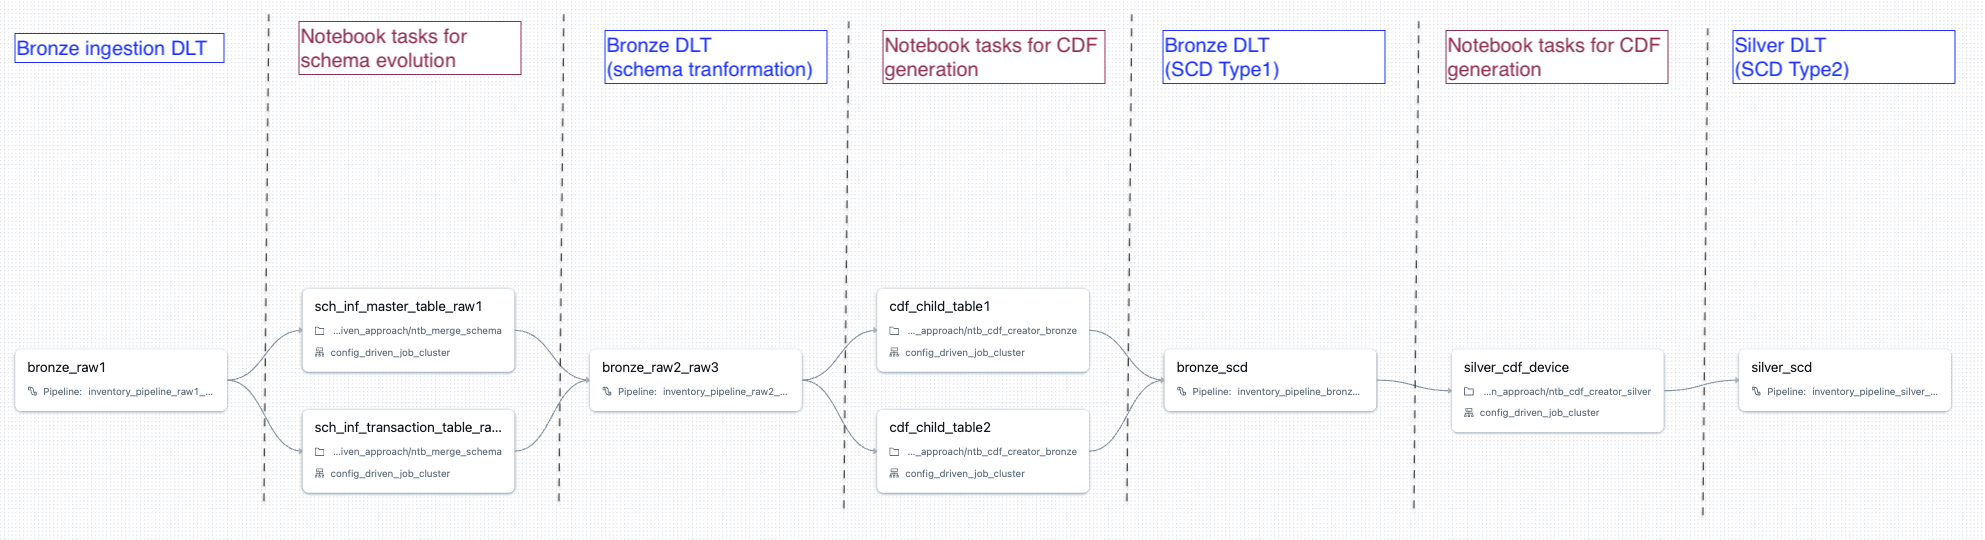 Bronze ingestion DLT
Notebook tasks for
schema evolution
Bronze DLT
(schema tranformation)
Notebook tasks for CDF
generation
Bronze DLT
(SCD Type1)
Notebook tasks for CDF
generation
Silver DLT
(SCD Type2)
bronze_raw1
Pipeline: inventory_pipeline_raw1_...
sch_inf_master_table_raw1
...iven_approach/ntb_merge_schema
config_driven_job_cluster
sch_inf_transaction_table_ra...
...iven_approach/ntb_merge_schema
config_driven_job_cluster
bronze_raw2_raw3
Pipeline: inventory_pipeline_raw2_...
cdf_child_table1
..._approach/ntb_cdf_creator_bronze
config_driven_job_cluster
cdf_child_table2
..._approach/ntb_cdf_creator_bronze
config_driven_job_cluster
bronze_scd
Pipeline: inventory_pipeline_bronz...
silver_cdf_device
...n_approach/ntb_cdf_creator_silver
config_driven_job_cluster
silver_scd
Pipeline: inventory_pipeline_silver_...